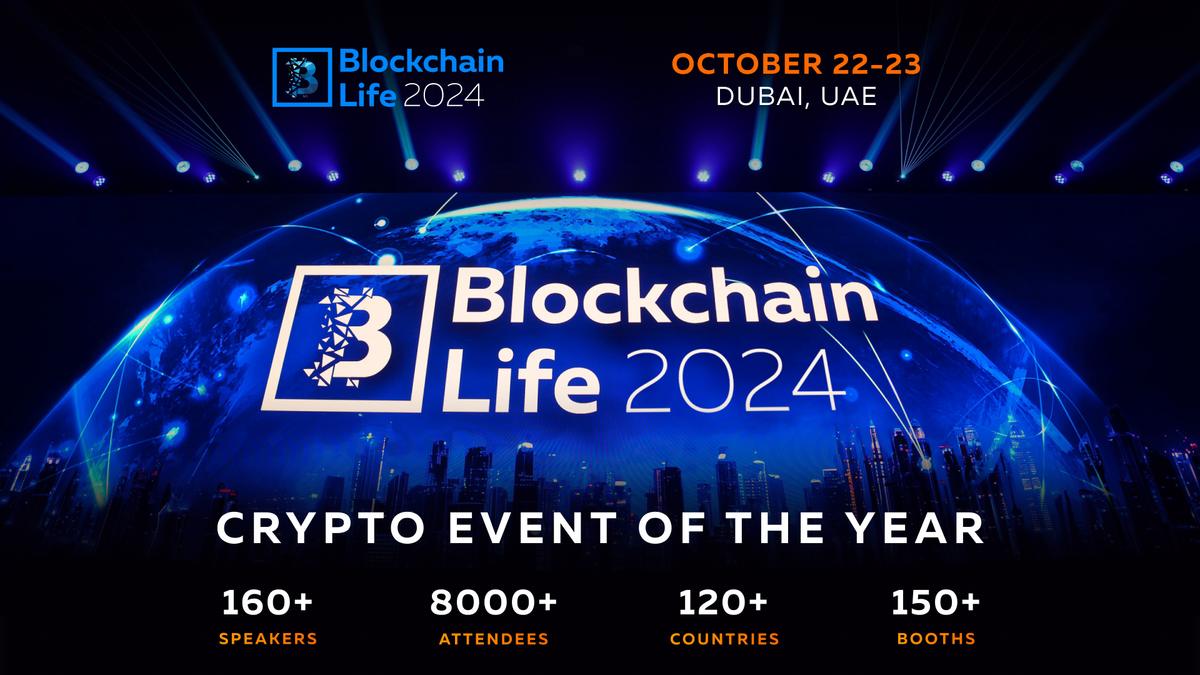 Blockchain
Life 2024
OCTOBER 22-23
DUBAI, UAE
Blockchain
Life 2024
CRYPTO EVENT OF THE YEAR
160+
SPEAKERS
8000+
ATTENDEES
120+
COUNTRIES
150+
BOOTHS